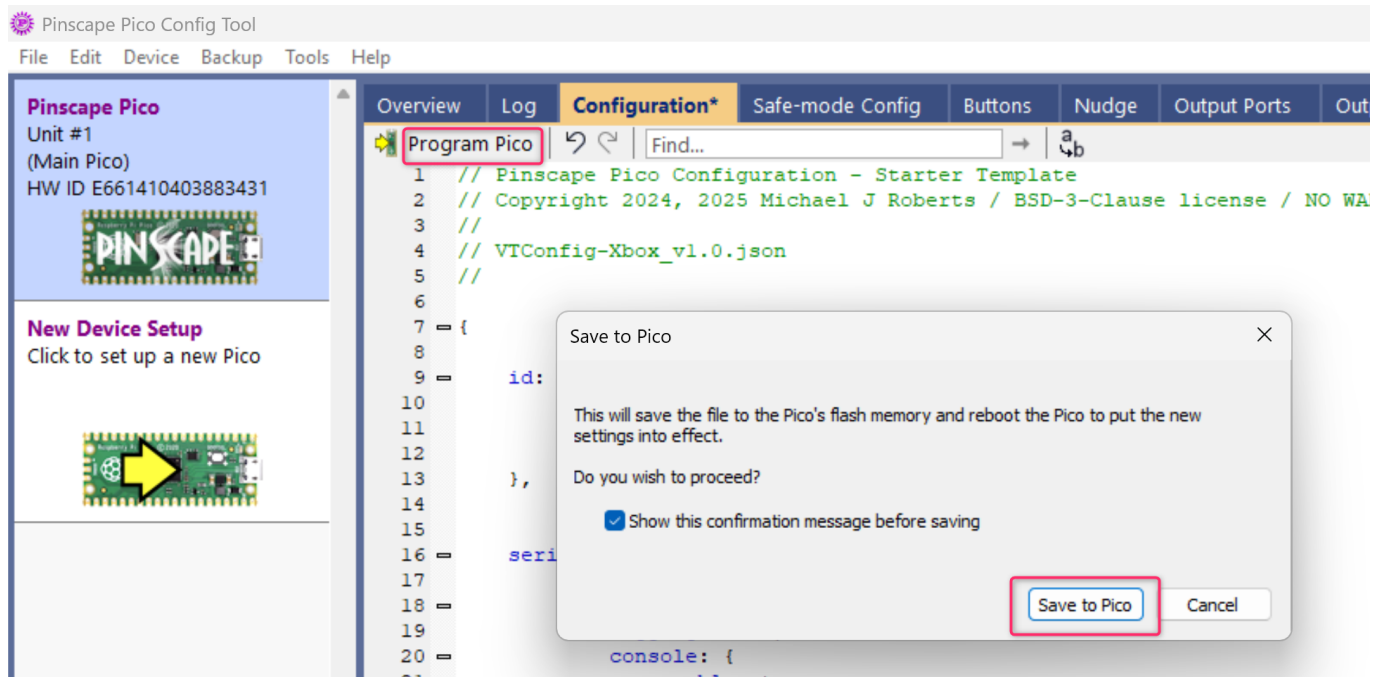 Pinscape Pico Config Tool
File Edit Device Backup Tools Help
Pinscape Pico
Unit #1
(Main Pico)
HW ID E661410403883431
PINSCAPE
New Device Setup
Click to set up a new Pico
Overview Log Configuration* Safe-mode Config Buttons Nudge Output Ports Out
Program Pico Find... a b
1 // Pinscape Pico Configuration - Starter Template
2 // Copyright 2024, 2025 Michael J Roberts / BSD-3-Clause license / NO WA
3 //
4 // VTConfig-Xbox_v1.0.json
5 //
6
7 {
8
9 id:
10
11
12
13 },
14
15
16 seri
17
18
19
20 console: {
Save to Pico
This will save the file to the Pico's flash memory and reboot the Pico to put the new
settings into effect.
Do you wish to proceed?
Show this confirmation message before saving
Save to Pico Cancel